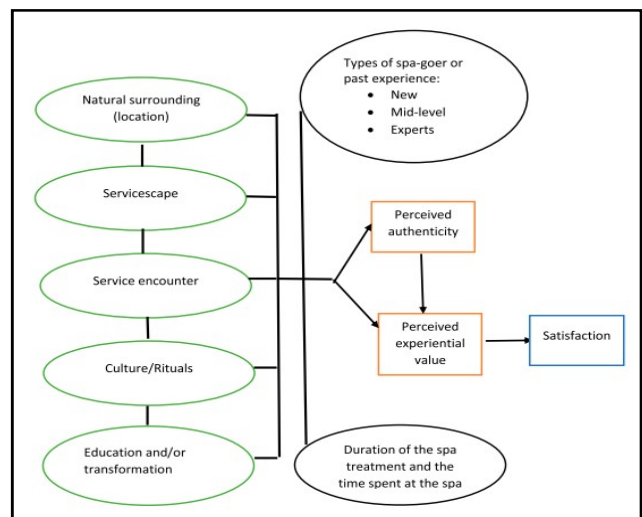 Types of spa-goer or
past experience:
• New
• Mid-level
• Experts
Natural surrounding
(location)
Servicescape
Service encounter
Culture/Rituals
Education and/or
transformation
Perceived
authenticity
Perceived
experiential
value
Satisfaction
Duration of the spa
treatment and the
time spent at the spa